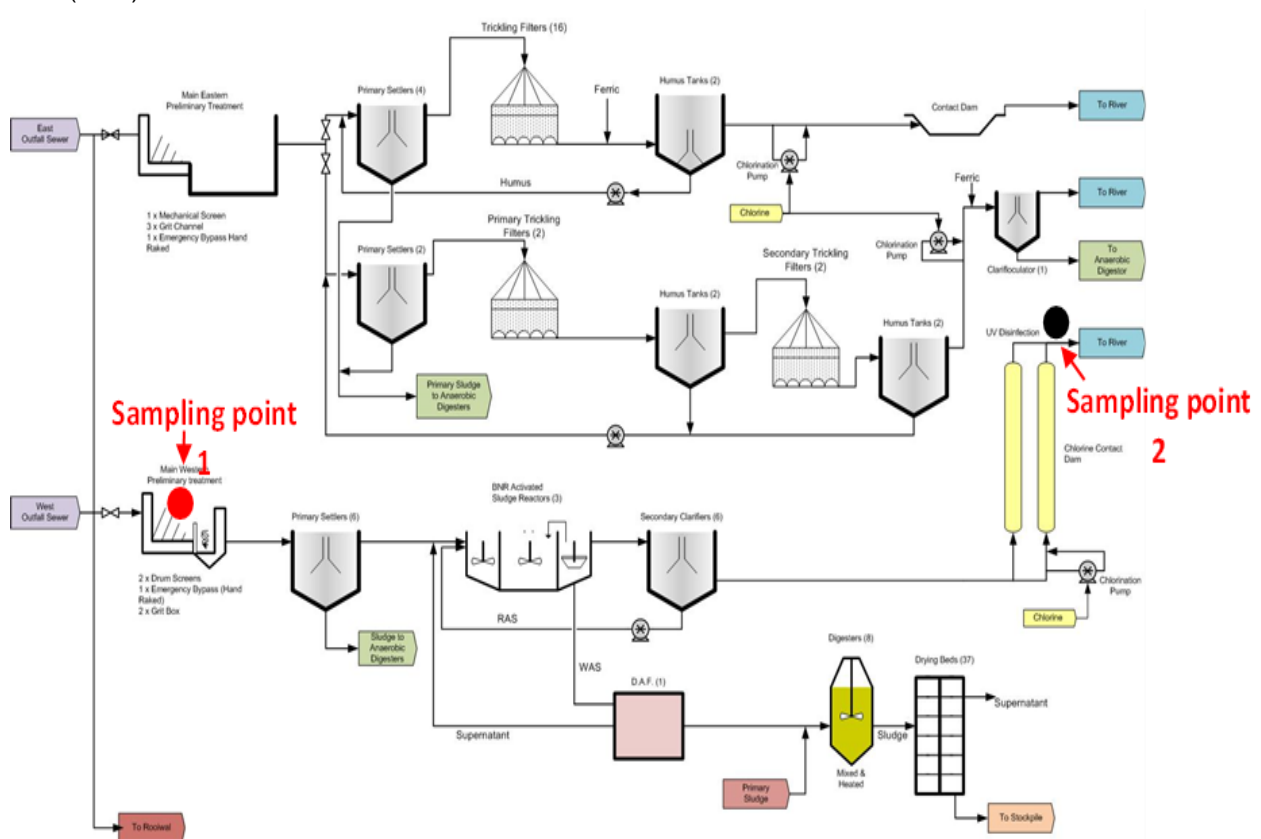 Trickling Filters (16)
Main Eastern
Preliminary Treatment
Primary Settlers (4)
Ferric
Humus Tanks (2)
Contact Dam
To River
East
Outfall Sewer
Chlorination
Pump
Humus
Ferric
To River
1 x Mechanical Screen
3 x Grit Channel
1 x Emergency Bypass Hand
Raked
Chlorine
Primary Trickling
Filters (2)
Primary Settlers (2)
Secondary Trickling
Filters (2)
Chlorination
Pump
To
Anaerobic
Digestor
Clarifloculator (1)
Humus Tanks (2)
Humus Tanks (2)
UV Disinfection
To River
Primary Sludge
to Anaerobic
Digesters
Sampling point
1
Sampling point
2
Chlorine Contact
Dam
Main Western
Preliminary treatment
West
Outfall Sewer
BNR Activated
Sludge Reactors (3)
Primary Settlers (6)
Secondary Clarifiers (6)
2 x Drum Screens
1 x Emergency Bypass (Hand
Raked)
2 x Grit Box
Chlorination
Pump
Chlorine
RAS
Sludge to
Anaerobic
Digesters
WAS
Digesters (8)
Drying Beds (37)
D.A.F. (1)
Supernatant
Supernatant
Sludge
Mixed &
Heated
Primary
Sludge
To Rooiwal
To Stockpile